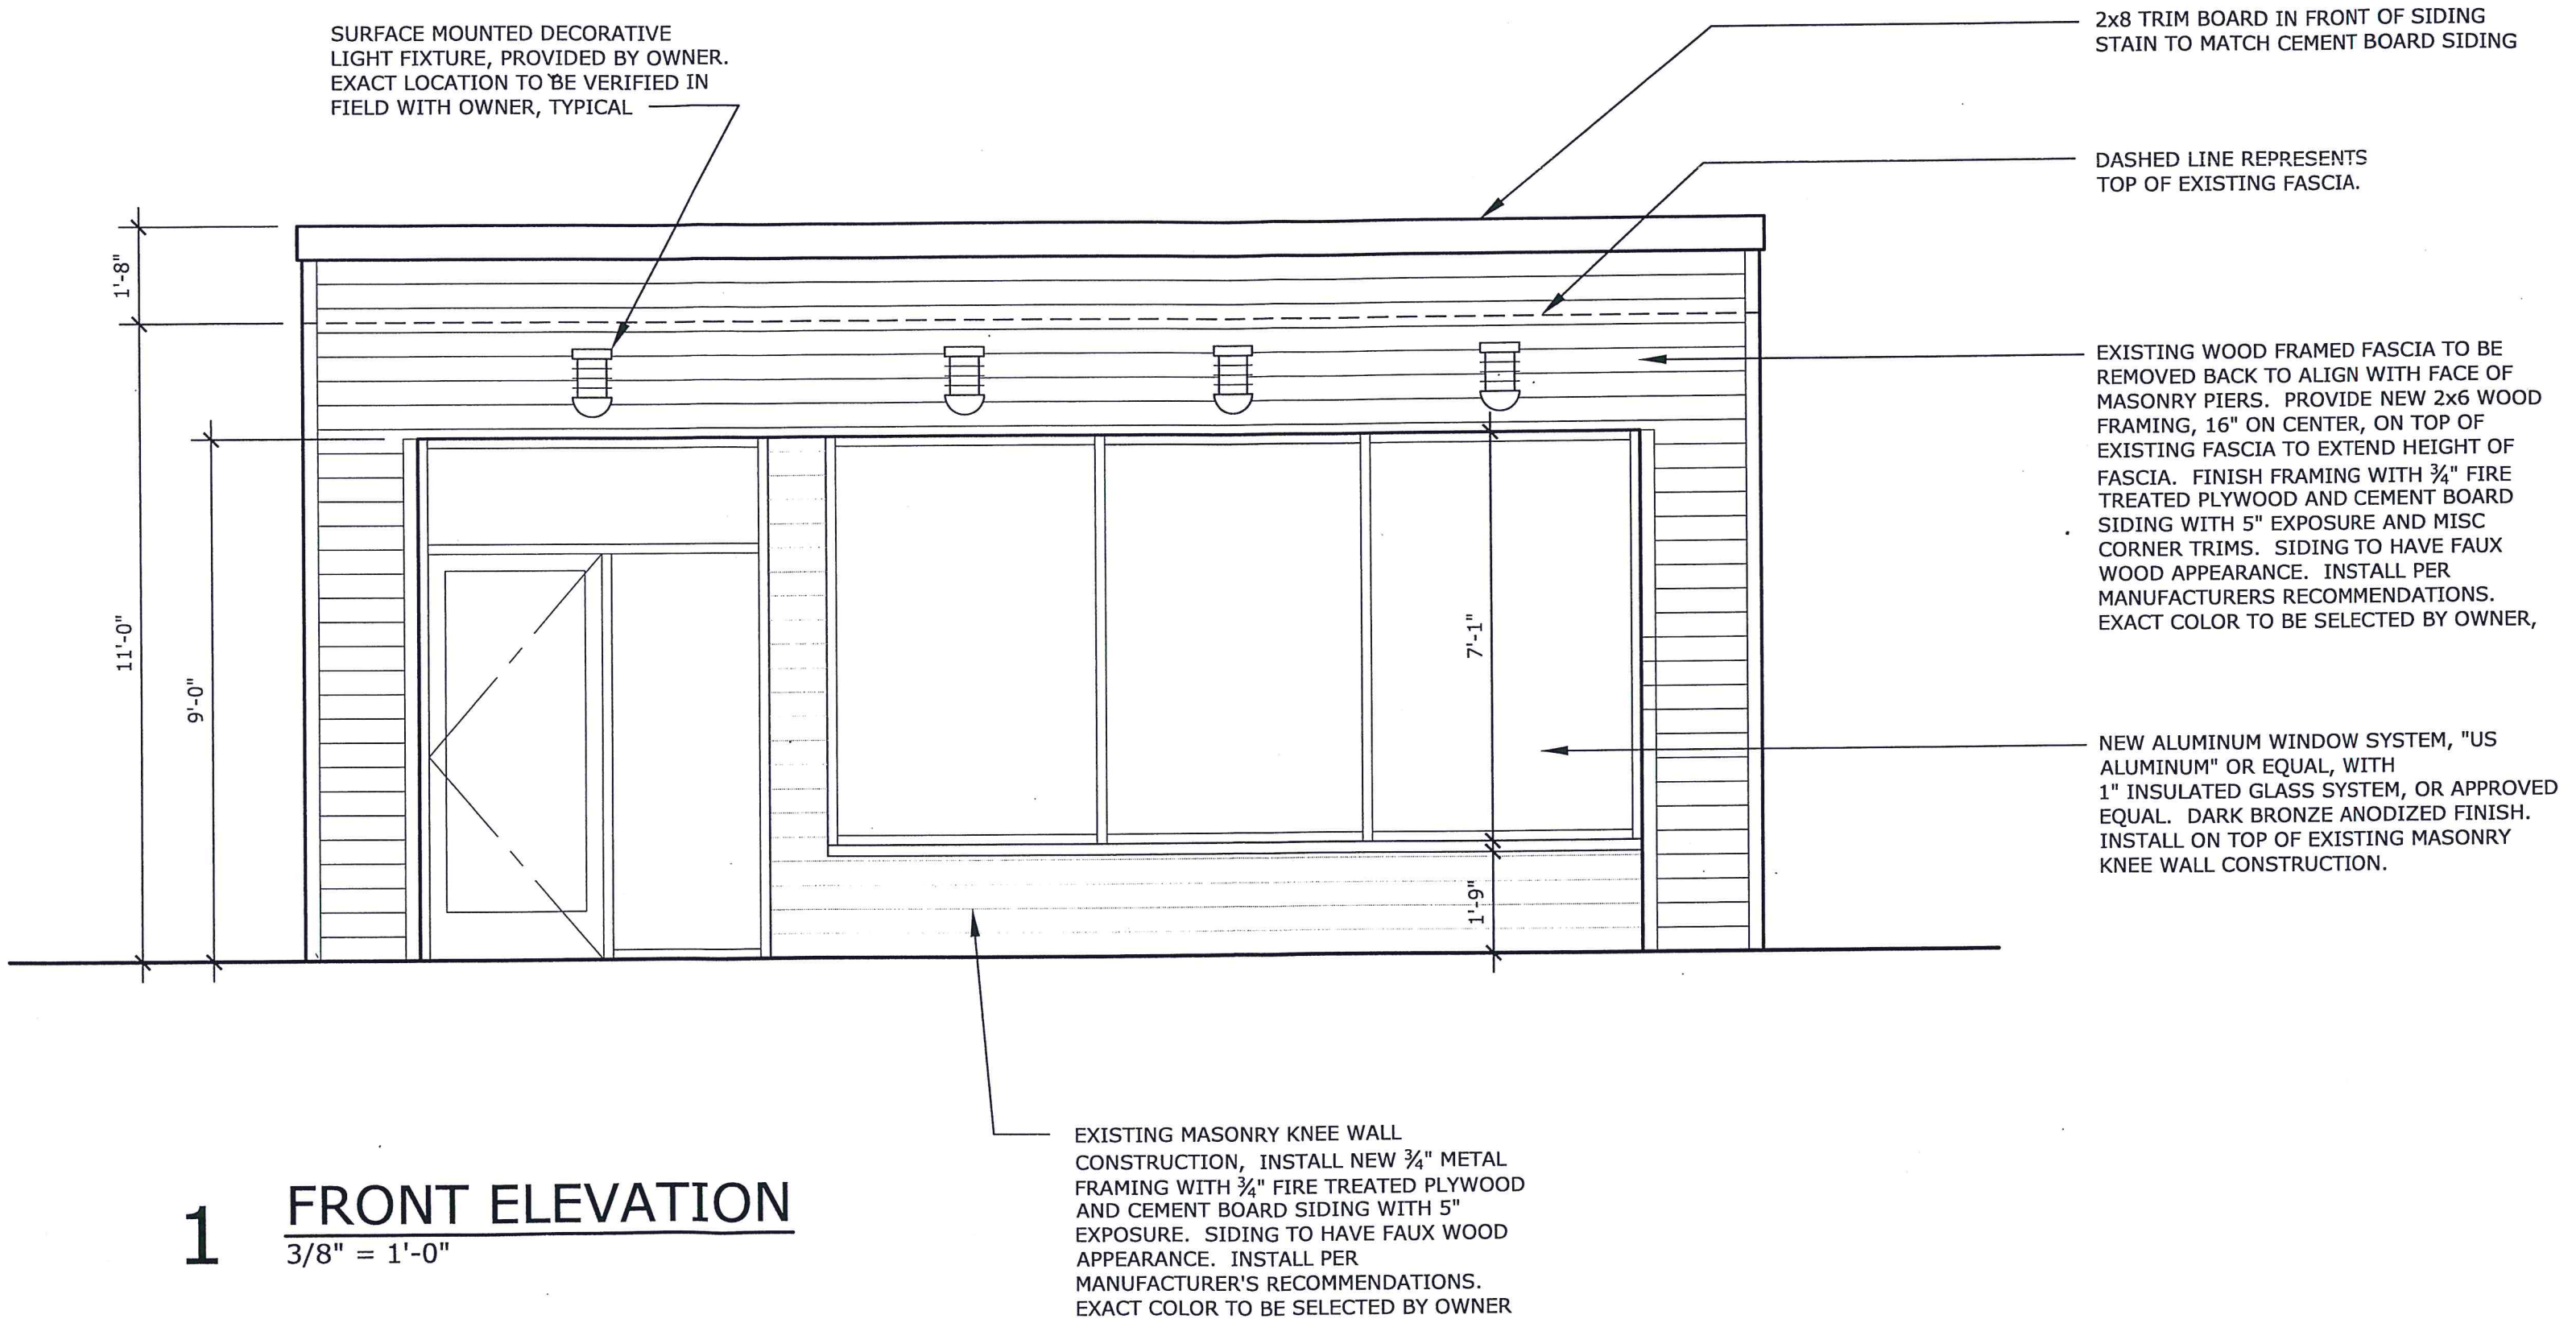 SURFACE MOUNTED DECORATIVE
LIGHT FIXTURE, PROVIDED BY OWNER.
EXACT LOCATION TO BE VERIFIED IN
FIELD WITH OWNER, TYPICAL
2x8 TRIM BOARD IN FRONT OF SIDING
STAIN TO MATCH CEMENT BOARD SIDING
DASHED LINE REPRESENTS
TOP OF EXISTING FASCIA.
EXISTING WOOD FRAMED FASCIA TO BE
REMOVED BACK TO ALIGN WITH FACE OF
MASONRY PIERS. PROVIDE NEW 2x6 WOOD
FRAMING, 16" ON CENTER, ON TOP OF
EXISTING FASCIA TO EXTEND HEIGHT OF
FASCIA. FINISH FRAMING WITH ¾" FIRE
TREATED PLYWOOD AND CEMENT BOARD
SIDING WITH 5" EXPOSURE AND MISC
CORNER TRIMS. SIDING TO HAVE FAUX
WOOD APPEARANCE. INSTALL PER
MANUFACTURERS RECOMMENDATIONS.
EXACT COLOR TO BE SELECTED BY OWNER,
NEW ALUMINUM WINDOW SYSTEM, "US
ALUMINUM" OR EQUAL, WITH
1" INSULATED GLASS SYSTEM, OR APPROVED
EQUAL. DARK BRONZE ANODIZED FINISH.
INSTALL ON TOP OF EXISTING MASONRY
KNEE WALL CONSTRUCTION.
1'-8"
11'-0"
9'-0"
7'-1"
1'-9"
EXISTING MASONRY KNEE WALL
CONSTRUCTION, INSTALL NEW ¾" METAL
FRAMING WITH ¾" FIRE TREATED PLYWOOD
AND CEMENT BOARD SIDING WITH 5"
EXPOSURE. SIDING TO HAVE FAUX WOOD
APPEARANCE. INSTALL PER
MANUFACTURER'S RECOMMENDATIONS.
EXACT COLOR TO BE SELECTED BY OWNER
1 FRONT ELEVATION
3/8" = 1'-0"